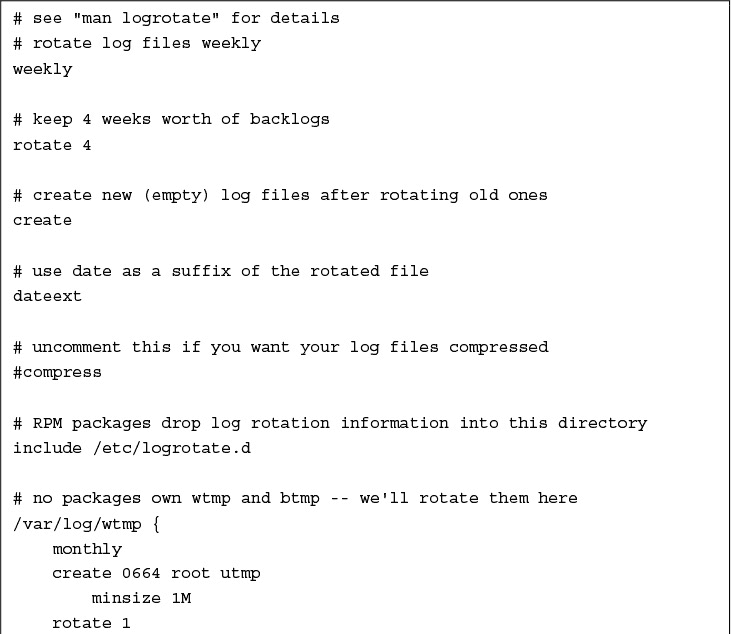 # see "man logrotate" for details
# rotate log files weekly
weekly

# keep 4 weeks worth of backlogs
rotate 4

# create new (empty) log files after rotating old ones
create

# use date as a suffix of the rotated file
dateext

# uncomment this if you want your log files compressed
#compress

# RPM packages drop log rotation information into this directory
include /etc/logrotate.d

# no packages own wtmp and btmp -- we'll rotate them here
/var/log/wtmp {
    monthly
    create 0664 root utmp
        minsize 1M
    rotate 1